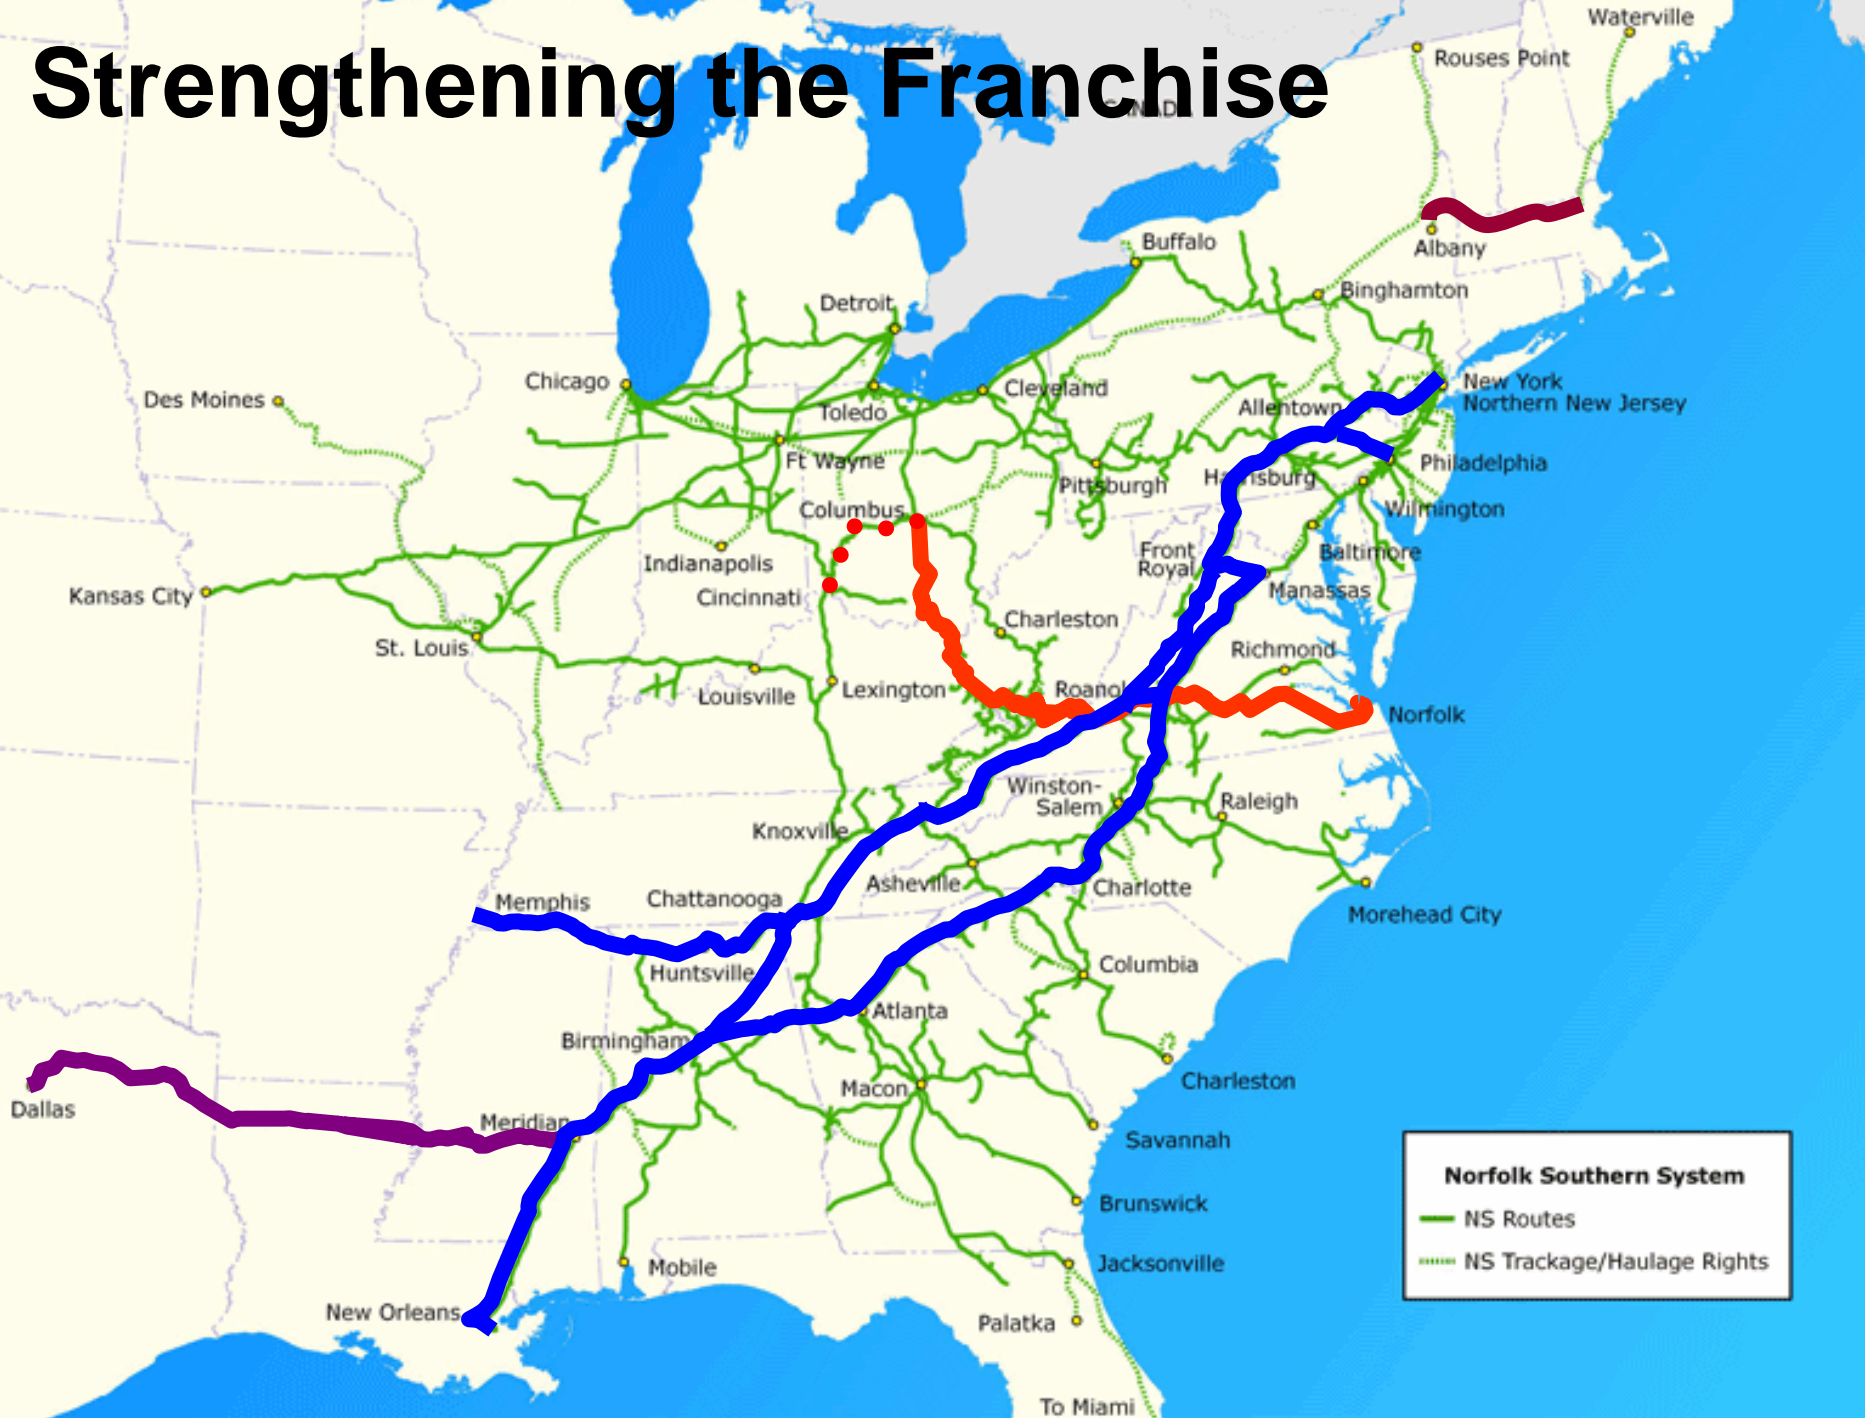 Strengthening the Franchise
Waterville
Rouses Point
CANADA
Albany
Buffalo
Binghamton
Detroit
Chicago
Cleveland
New York
Northern New Jersey
Des Moines
Toledo
Allentown
Ft Wayne
Philadelphia
Pittsburgh
Harrisburg
Columbus
Wilmington
Front
Royal
Baltimore
Indianapolis
Manassas
Kansas City
Cincinnati
Charleston
St. Louis
Richmond
Louisville
Lexington
Roanoke
Norfolk
Winston-
Salem
Raleigh
Knoxville
Asheville
Charlotte
Memphis
Chattanooga
Morehead City
Huntsville
Columbia
Atlanta
Birmingham
Charleston
Macon
Dallas
Meridian
Savannah
Brunswick
Mobile
Jacksonville
New Orleans
Palatka
To Miami
Norfolk Southern System
NS Routes
NS Trackage/Haulage Rights